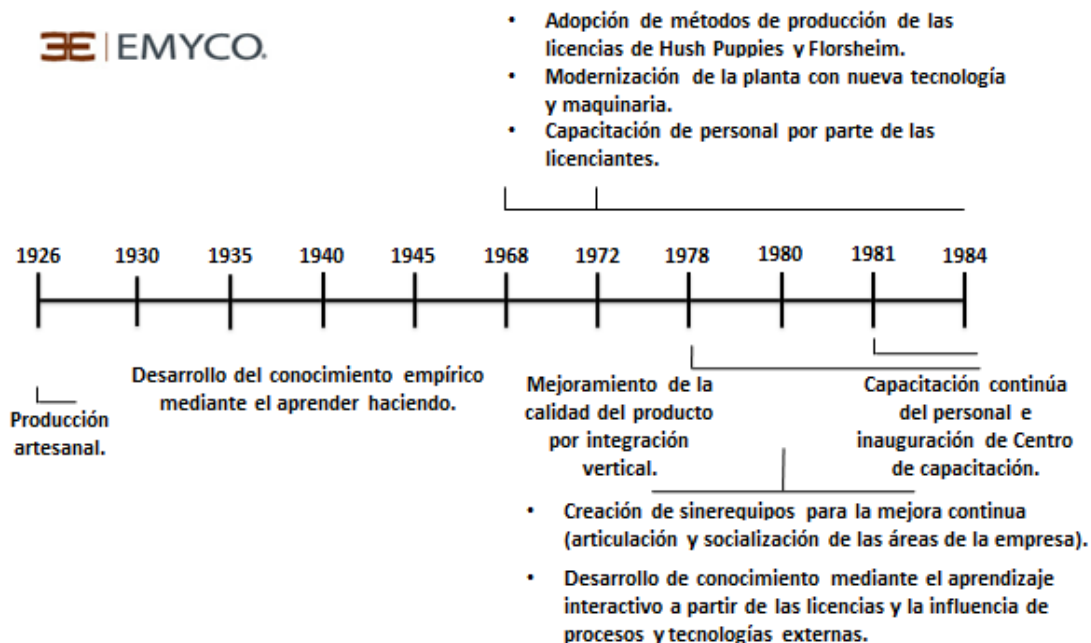 EMYCO.
• Adopción de métodos de producción de las
licencias de Hush Puppies y Florsheim.
• Modernización de la planta con nueva tecnología
y maquinaria.
• Capacitación de personal por parte de las
licenciantes.
1926 1930 1935 1940 1945 1968 1972 1978 1980 1981 1984
Producción
artesanal.
Desarrollo del conocimiento empírico
mediante el aprender haciendo.
Mejoramiento de la
calidad del producto
por integración
vertical.
Capacitación continúa
del personal e
inauguración de Centro
de capacitación.
• Creación de sinerequipos para la mejora continua
(articulación y socialización de las áreas de la empresa).
• Desarrollo de conocimiento mediante el aprendizaje
interactivo a partir de las licencias y la influencia de
procesos y tecnologías externas.